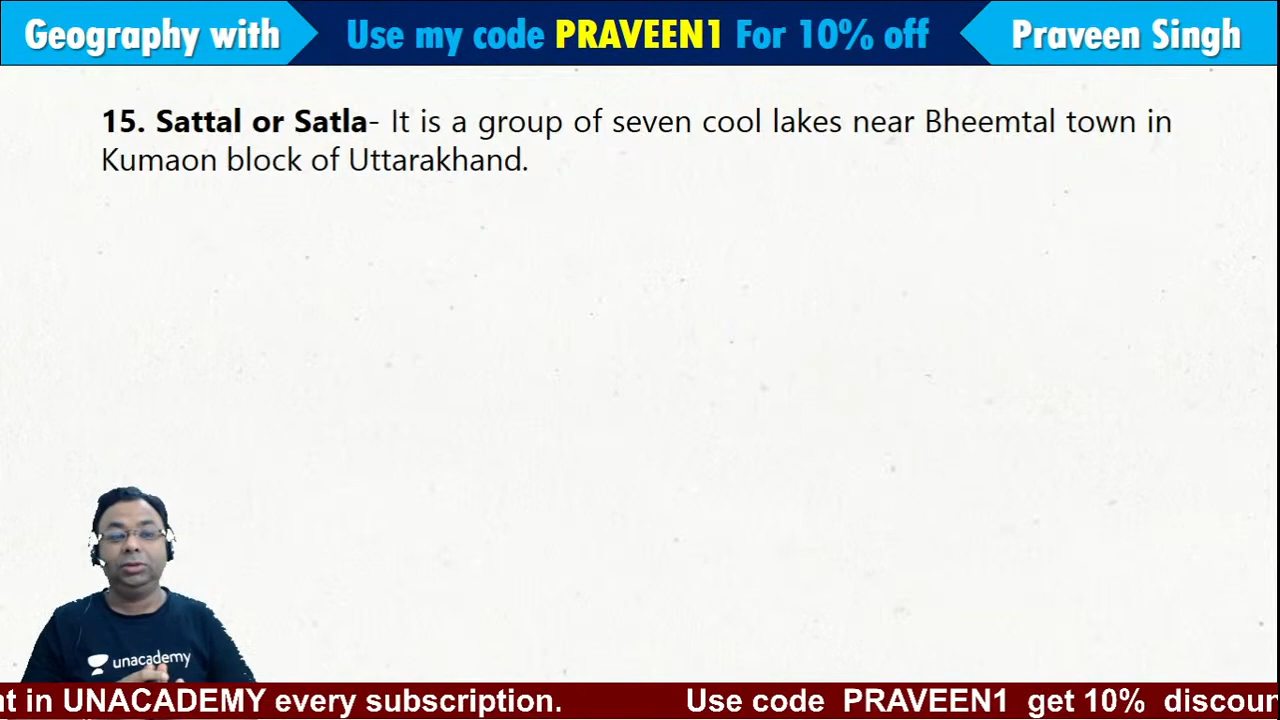 Geography with
Use my code PRAVEEN1 For 10% off
Praveen Singh
15. Sattal or Satla- It is a group of seven cool lakes near Bheemtal town in
Kumaon block of Uttarakhand.
unacademy
in UNACADEMY every subscription. Use code PRAVEEN1 get 10%